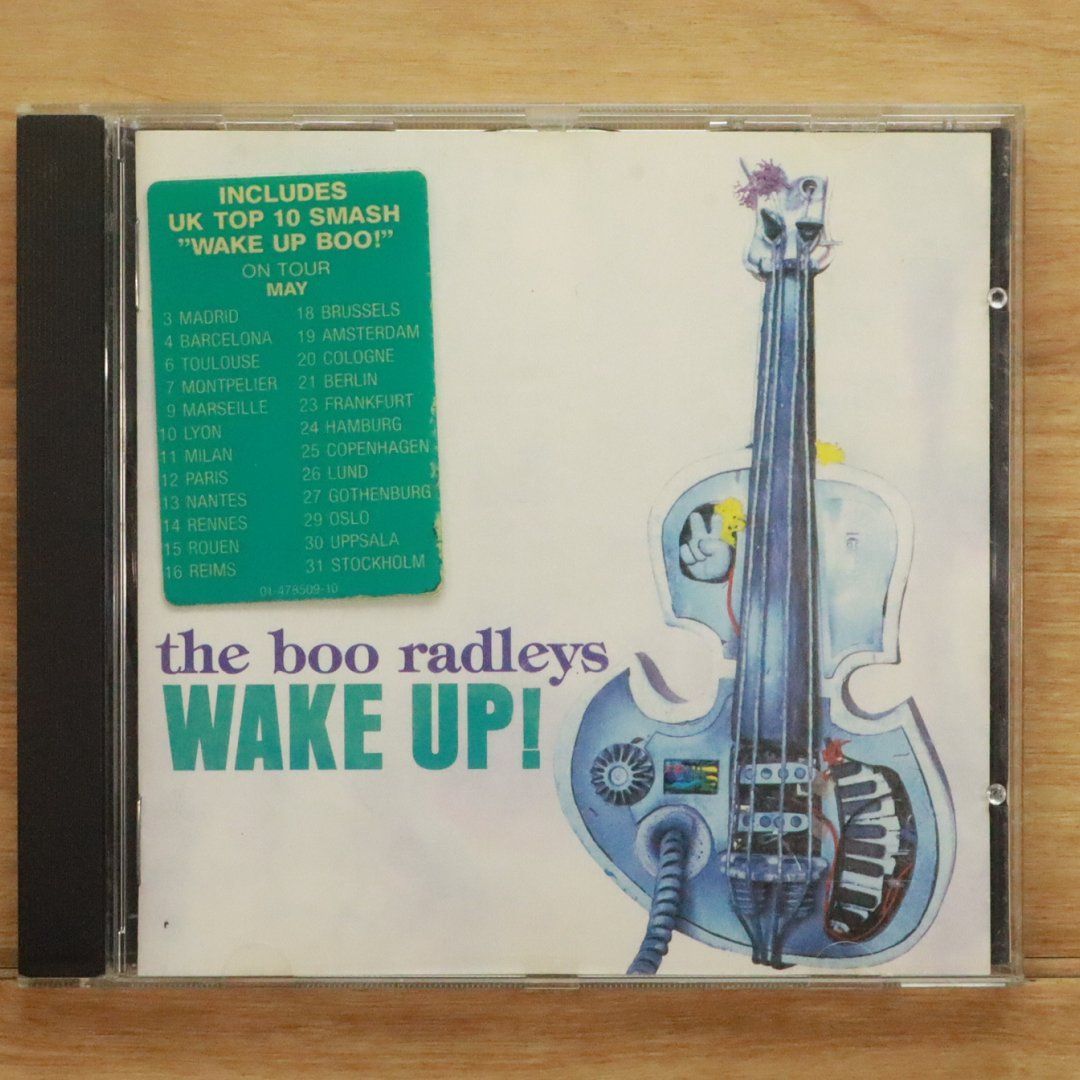 INCLUDES
UK TOP 10 SMASH
"WAKE UP BOO!"
ON TOUR
MAY
3 MADRID
4 BARCELONA
6 TOULOUSE
7 MONTPELIER
9 MARSEILLE
10 LYON
11 MILAN
12 PARIS
13 NANTES
14 RENNES
15 ROUEN
16 REIMS
18 BRUSSELS
19 AMSTERDAM
20 COLOGNE
21 BERLIN
23 FRANKFURT
24 HAMBURG
25 COPENHAGEN
26 LUND
27 GOTHENBURG
29 OSLO
30 UPPSALA
31 STOCKHOLM
01-478509-10
the boo radleys
WAKE UP!